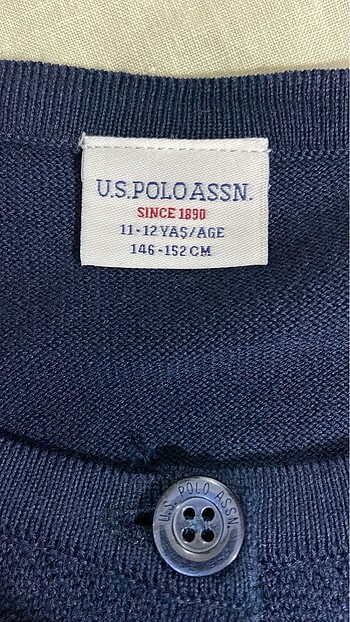 U.S. POLO ASSN.
SINCE 1890
11-12 YAŞ/AGE
146-152 CM
U.S. POLO ASSN.